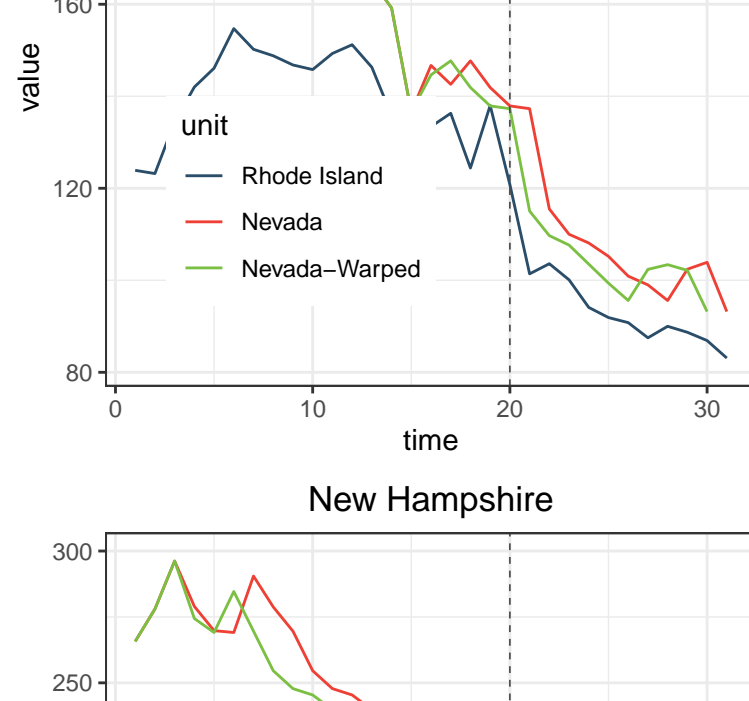 160
value
unit
Rhode Island
Nevada
Nevada−Warped
120
80
0 10 20 30
time
New Hampshire
300
250